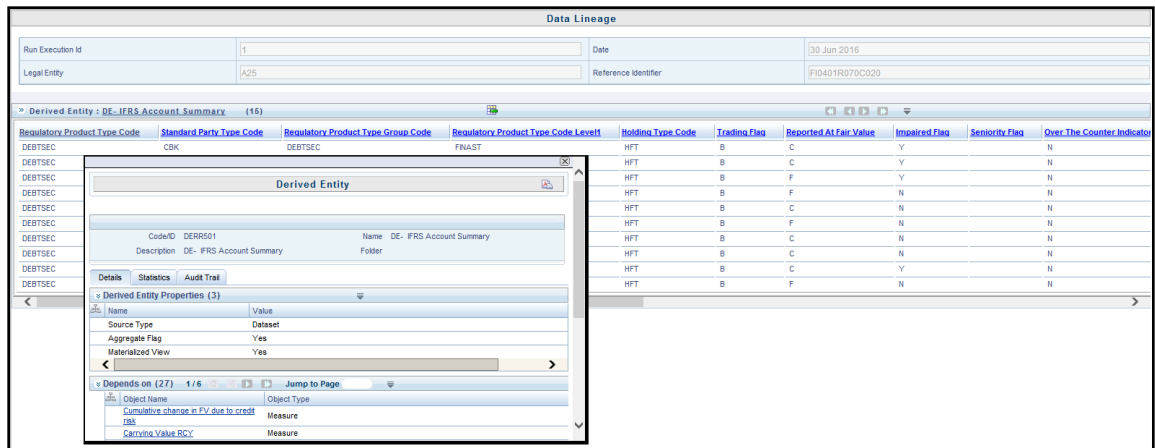 Data Lineage
Run Execution Id 1 Date 30 Jun 2016
Legal Entity A25 Reference Identifier FI0401R070C020
» Derived Entity : DE- IFRS Account Summary (15)
Regulatory Product Type Code Standard Party Type Code Regulatory Product Type Group Code Regulatory Product Type Code Level1 Holding Type Code Trading Flag Reported At Fair Value Impaired Flag Seniority Flag Over The Counter Indicator
DEBTSEC CBK DEBTSEC FINAST HFT B C Y N
DEBTSEC HFT B C Y N
DEBTSEC HFT B F Y N
DEBTSEC HFT B F N N
DEBTSEC HFT B C N N
DEBTSEC HFT B F N N
DEBTSEC HFT B C N N
DEBTSEC HFT B C N N
DEBTSEC HFT B C Y N
DEBTSEC HFT B F N N
Derived Entity
Code/ID DERR501 Name DE- IFRS Account Summary
Description DE- IFRS Account Summary Folder
Details Statistics Audit Trail
Derived Entity Properties (3)
Name Value
Source Type Dataset
Aggregate Flag Yes
Materialized View Yes
Depends on (27) 1 / 6 Jump to Page
Object Name Object Type
Cumulative change in FV due to credit
risk Measure
Carrying Value RCY Measure